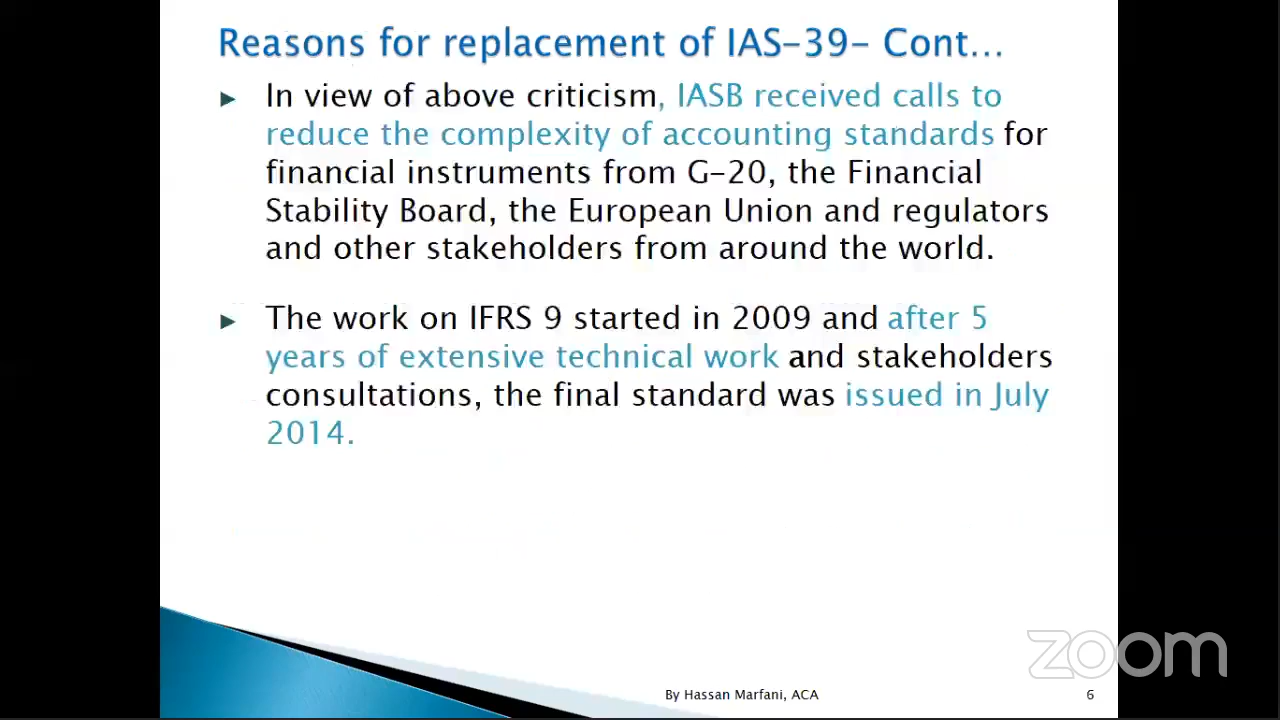 Reasons for replacement of IAS-39- Cont...
In view of above criticism, IASB received calls to
reduce the complexity of accounting standards for
financial instruments from G-20, the Financial
Stability Board, the European Union and regulators
and other stakeholders from around the world.
The work on IFRS 9 started in 2009 and after 5
years of extensive technical work and stakeholders
consultations, the final standard was issued in July
2014.
zoom
By Hassan Marfani, ACA
6